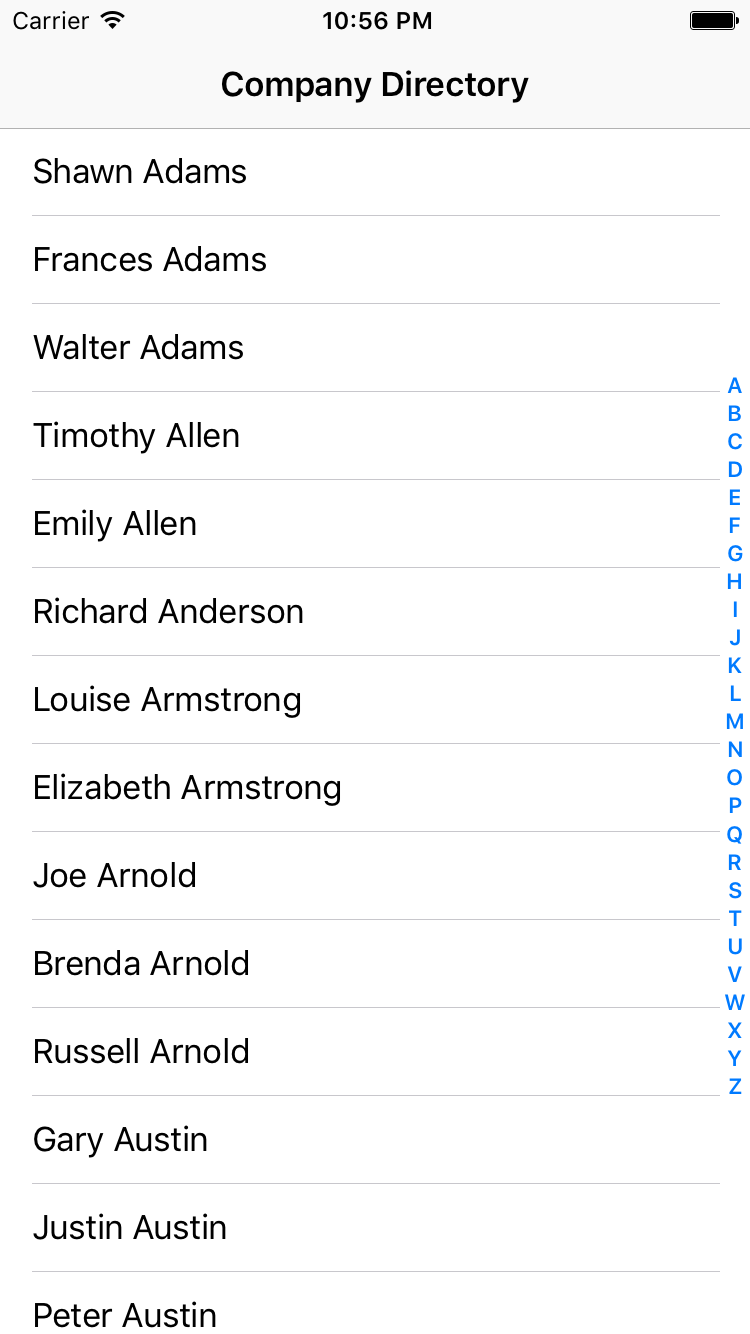 Carrier 10:56 PM
Company Directory
Shawn Adams
Frances Adams
Walter Adams
Timothy Allen
Emily Allen
Richard Anderson
Louise Armstrong
Elizabeth Armstrong
Joe Arnold
Brenda Arnold
Russell Arnold
Gary Austin
Justin Austin
Peter Austin
A
B
C
D
E
F
G
H
I
J
K
L
M
N
O
P
Q
R
S
T
U
V
W
X
Y
Z